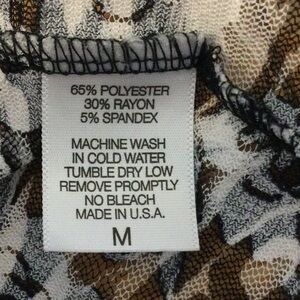 65% POLYESTER
30% RAYON
5% SPANDEX
MACHINE WASH
IN COLD WATER
TUMBLE DRY LOW
REMOVE PROMPTLY
NO BLEACH
MADE IN U.S.A.
M